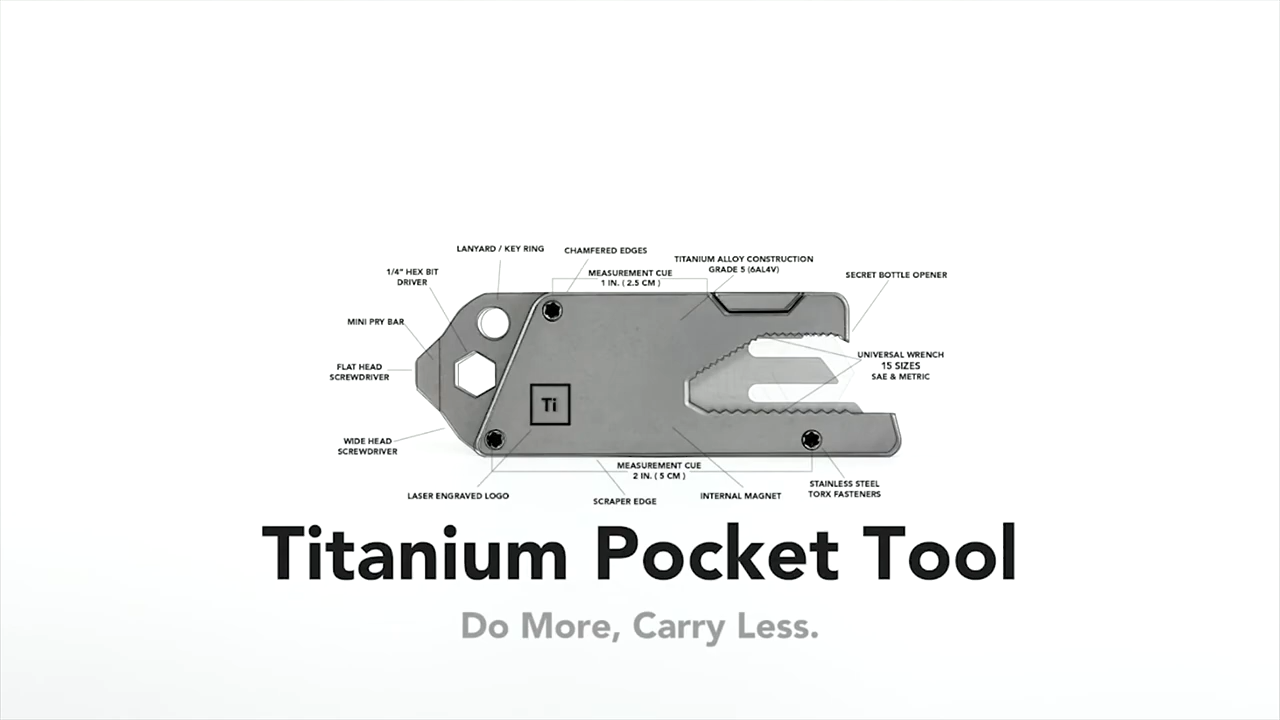 LANYARD / KEY RING
CHAMFERED EDGES
TITANIUM ALLOY CONSTRUCTION
GRADE 5 (6AL4V)
1/4" HEX BIT
DRIVER
MEASUREMENT CUE
1 IN. ( 2.5 CM )
SECRET BOTTLE OPENER
MINI PRY BAR
UNIVERSAL WRENCH
15 SIZES
SAE & METRIC
FLAT HEAD
SCREWDRIVER
Ti
WIDE HEAD
SCREWDRIVER
MEASUREMENT CUE
2 IN. ( 5 CM )
LASER ENGRAVED LOGO
SCRAPER EDGE
INTERNAL MAGNET
STAINLESS STEEL
TORX FASTENERS
Titanium Pocket Tool
Do More, Carry Less.